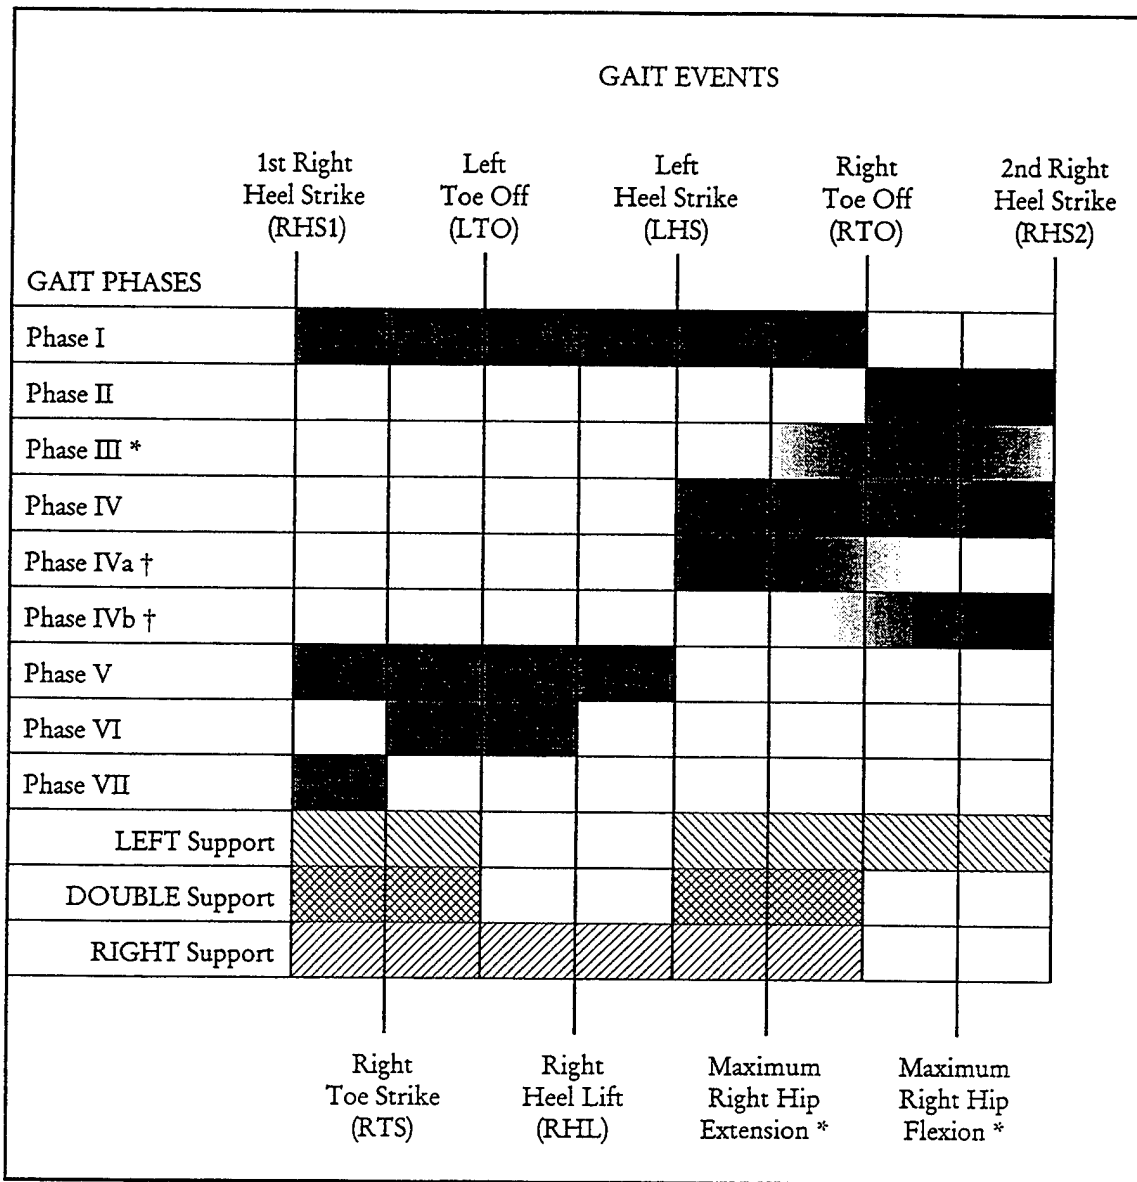 GAIT EVENTS
1st Right
Heel Strike
(RHS1)
Left
Toe Off
(LTO)
Left
Heel Strike
(LHS)
Right
Toe Off
(RTO)
2nd Right
Heel Strike
(RHS2)
GAIT PHASES
Phase I
Phase II
Phase III *
Phase IV
Phase IVa †
Phase IVb †
Phase V
Phase VI
Phase VII
LEFT Support
DOUBLE Support
RIGHT Support
Right
Toe Strike
(RTS)
Right
Heel Lift
(RHL)
Maximum
Right Hip
Extension *
Maximum
Right Hip
Flexion *